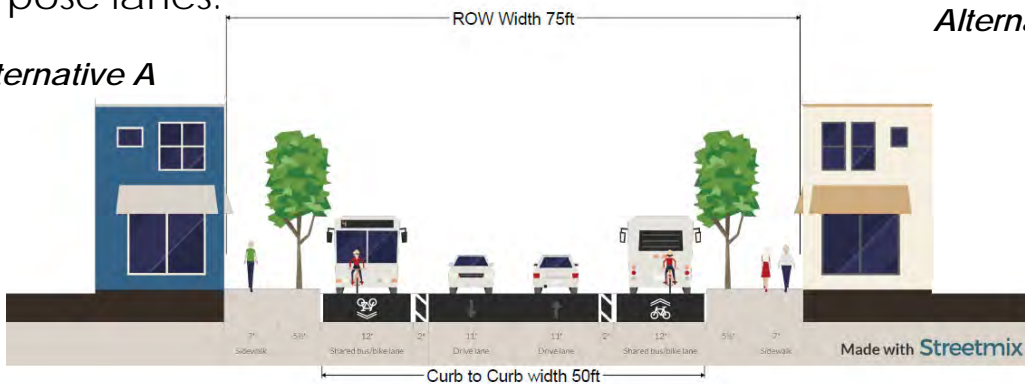 pose lanes.
ROW Width 75ft
Alterna
ternative A
7' 5½' 12' 2' 11' 11' 2' 12' 5½' 7'
Sidewalk Shared bus/bike lane Drive lane Drive lane Shared bus/bike lane Sidewalk
Made with Streetmix
Curb to Curb width 50ft